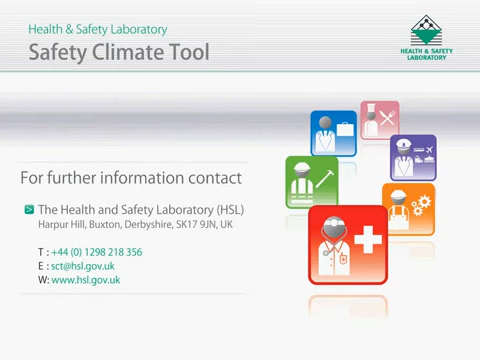 Health & Safety Laboratory
Safety Climate Tool
HEALTH & SAFETY
LABORATORY
For further information contact
The Health and Safety Laboratory (HSL)
Harpur Hill, Buxton, Derbyshire, SK17 9JN, UK
T : +44 (0) 1298 218 356
E : sct@hsl.gov.uk
W: www.hsl.gov.uk